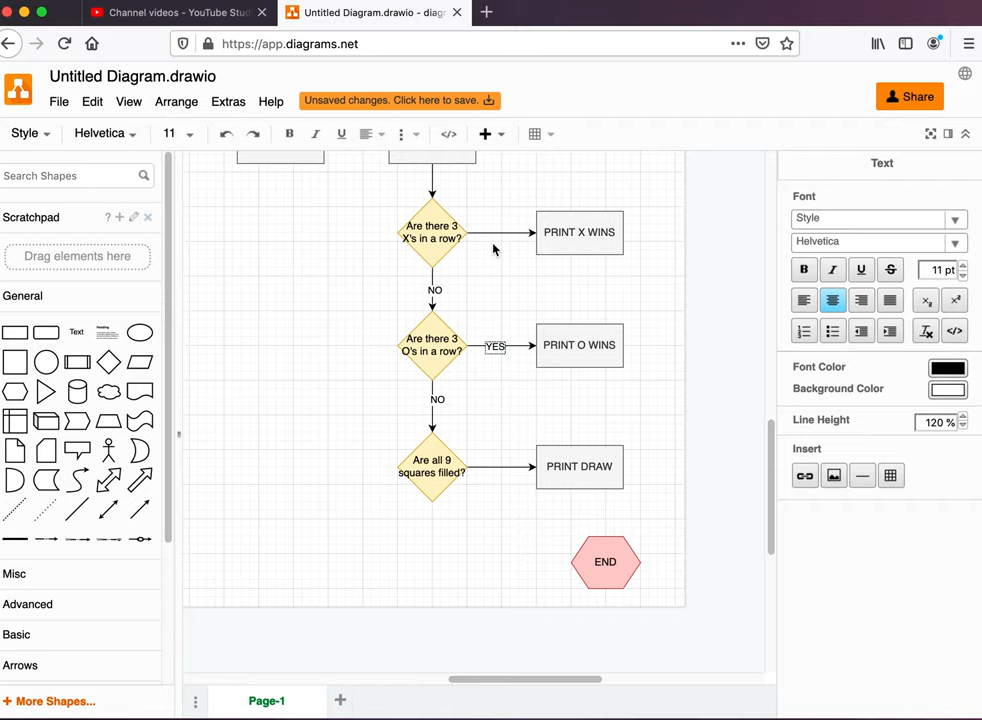 Channel videos - YouTube Stud
Untitled Diagram.drawio - diag
https://app.diagrams.net
Untitled Diagram.drawio
File Edit View Arrange Extras Help
Unsaved changes. Click here to save.
Share
Style Helvetica 11 B I U </>
Search Shapes
Scratchpad ?
Drag elements here
General
Text
Heading
Misc
Advanced
Basic
Arrows
+ More Shapes...
Are there 3
X's in a row?
PRINT X WINS
NO
Are there 3
O's in a row?
YES
PRINT O WINS
NO
Are all 9
squares filled?
PRINT DRAW
END
Page-1
Text
Font
Style
Helvetica
B I U S 11 pt
Font Color
Background Color
Line Height 120 %
Insert